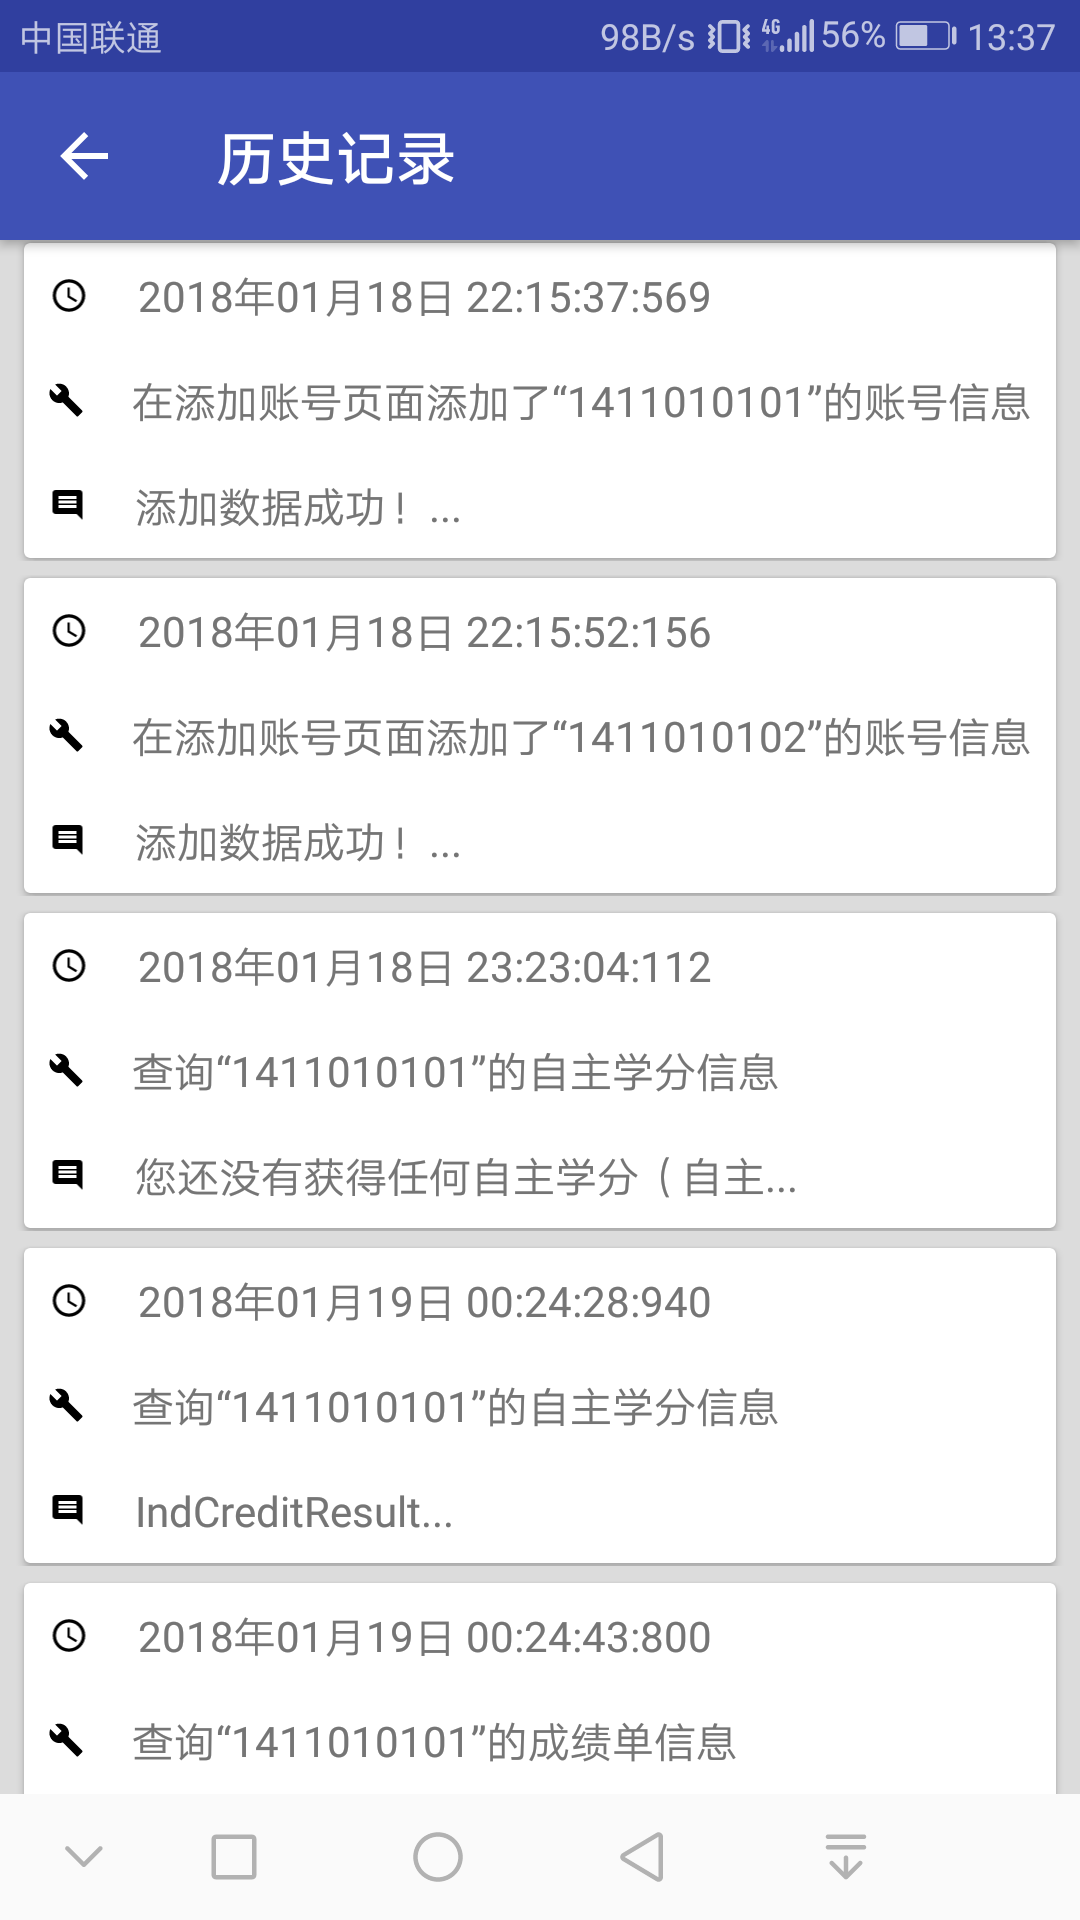 中国联通 98B/s 4G 56% 13:37
历史记录
2018年01月18日 22:15:37:569
在添加账号页面添加了“1411010101”的账号信息
添加数据成功！...
2018年01月18日 22:15:52:156
在添加账号页面添加了“1411010102”的账号信息
添加数据成功！...
2018年01月18日 23:23:04:112
查询“1411010101”的自主学分信息
您还没有获得任何自主学分（自主...
2018年01月19日 00:24:28:940
查询“1411010101”的自主学分信息
IndCreditResult...
2018年01月19日 00:24:43:800
查询“1411010101”的成绩单信息